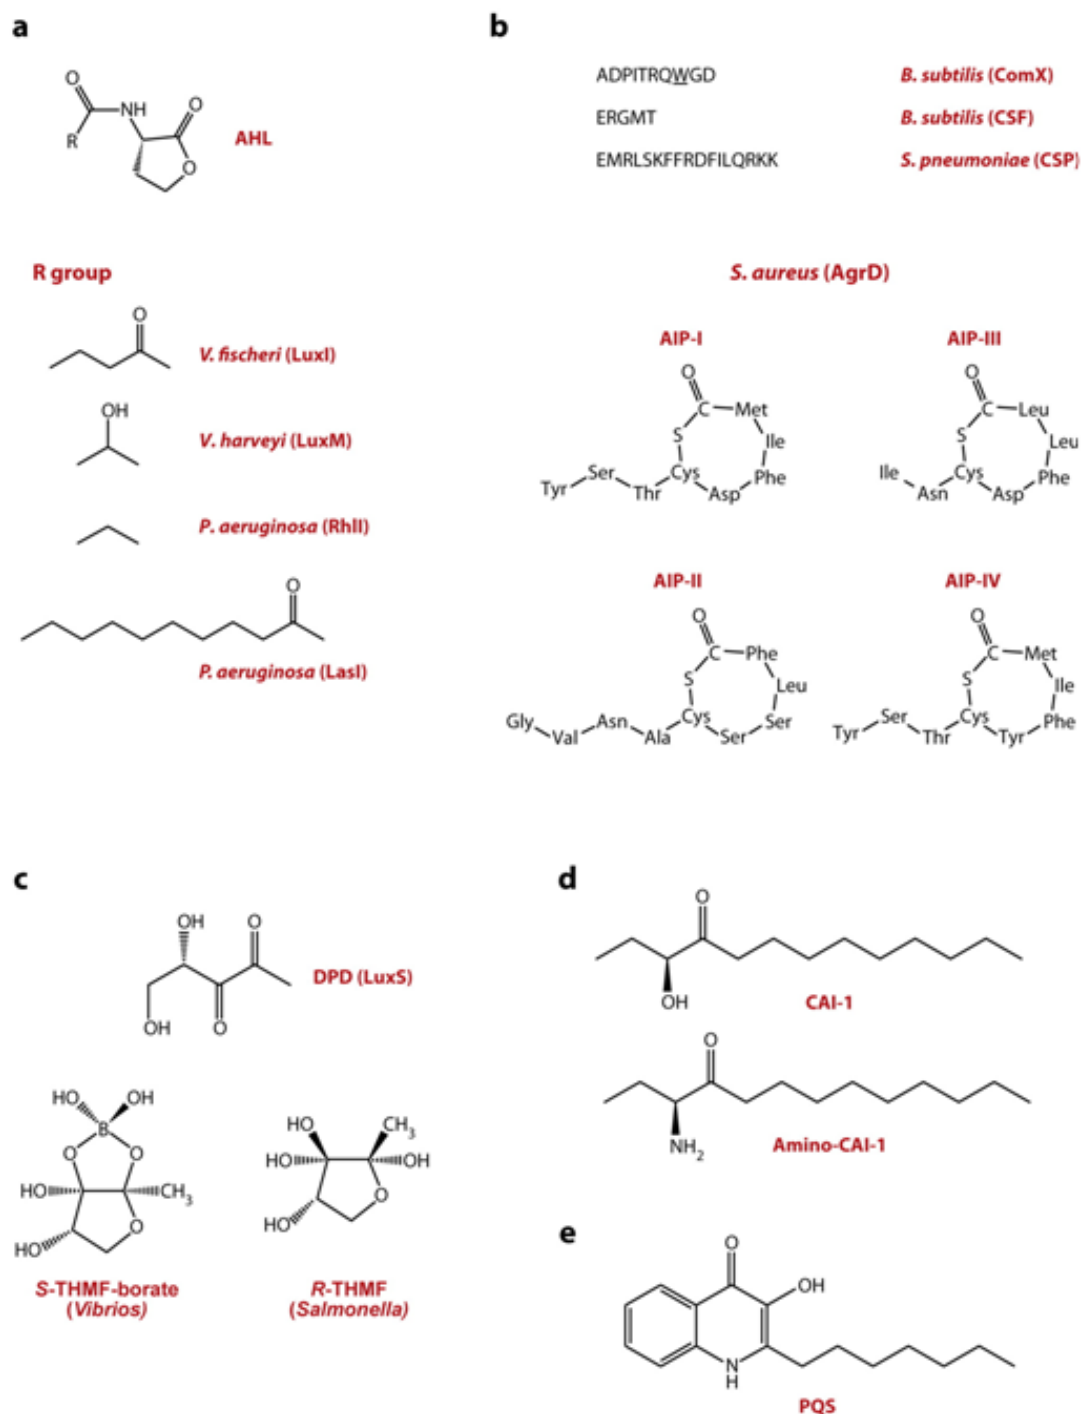 a
O
NH
O
R
O
AHL
R group
O
V. fischeri (LuxI)
OH
V. harveyi (LuxM)
P. aeruginosa (RhlI)
O
P. aeruginosa (LasI)
b
ADPITRQWGD B. subtilis (ComX)
ERGMT B. subtilis (CSF)
EMRLSKFFRDFILQRKK S. pneumoniae (CSP)
S. aureus (AgrD)
AIP-I
O
C Met
S Ile
Cys Phe
Tyr Ser Thr Asp
AIP-III
O
C Leu
S Leu
Ile Cys Phe
Asn Asp
AIP-II
O
C Phe
S Leu
Gly Asn Cys Ser
Val Ala Ser
AIP-IV
O
C Met
S Ile
Tyr Ser Cys Phe
Thr Tyr
c
OH O
DPD (LuxS)
OH O
HO OH
B
O O
HO CH3
HO O
S-THMF-borate
(Vibrios)
HO CH3
HO OH
O
HO
R-THMF
(Salmonella)
d
O
OH
CAI-1
O
NH2
Amino-CAI-1
e
O
OH
N
H
PQS